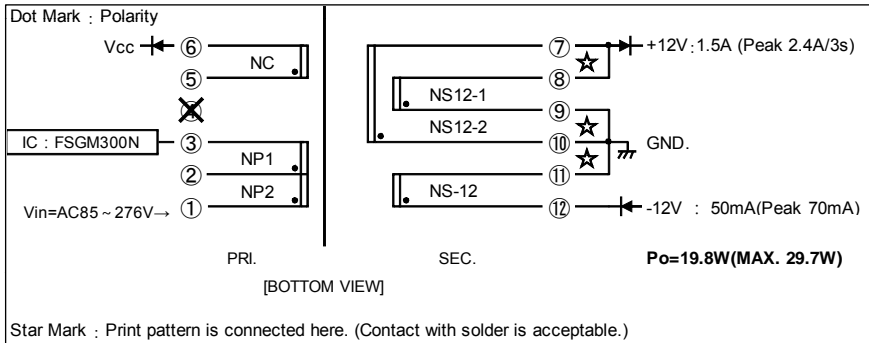 Dot Mark : Polarity
Vcc ⑥ ⑦ +12V:1.5A (Peak 2.4A/3s)
NC ☆
⑤ ⑧
NS12-1
④ ⑨
NS12-2 ☆
IC : FSGM300N ③ ⑩ GND.
NP1 ☆
② ⑪
NP2 NS-12
Vin=AC85~276V→ ① ⑫ -12V : 50mA(Peak 70mA)
PRI. SEC. Po=19.8W(MAX. 29.7W)
[BOTTOM VIEW]
Star Mark : Print pattern is connected here. (Contact with solder is acceptable.)